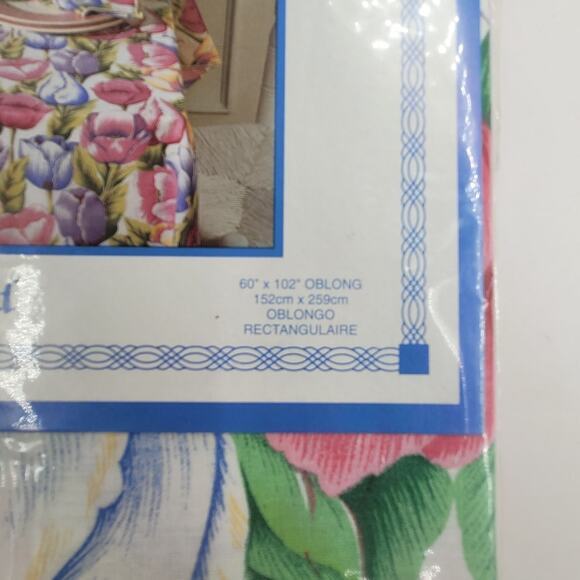 60" x 102" OBLONG
152cm x 259cm
OBLONGO
RECTANGULAIRE